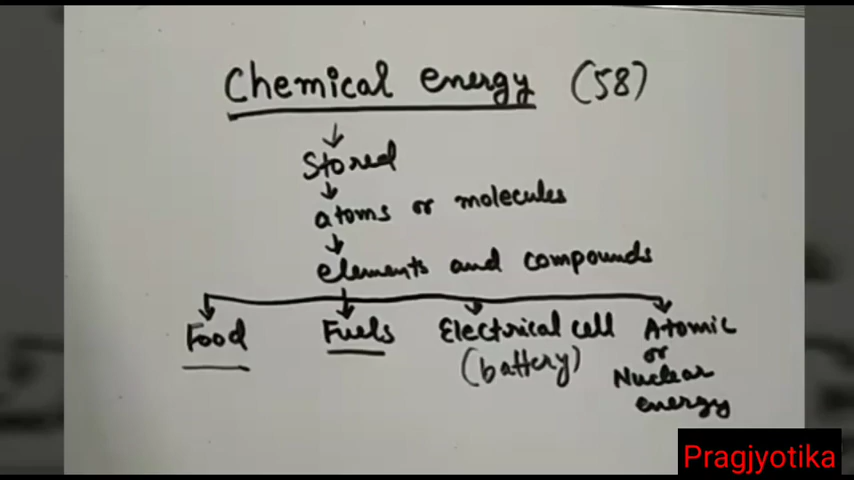 Chemical energy (58)
Stored
atoms or molecules
elements and compounds
Food Fuels Electrical cell Atomic
(battery) or
Nuclear
energy
Pragjyotika